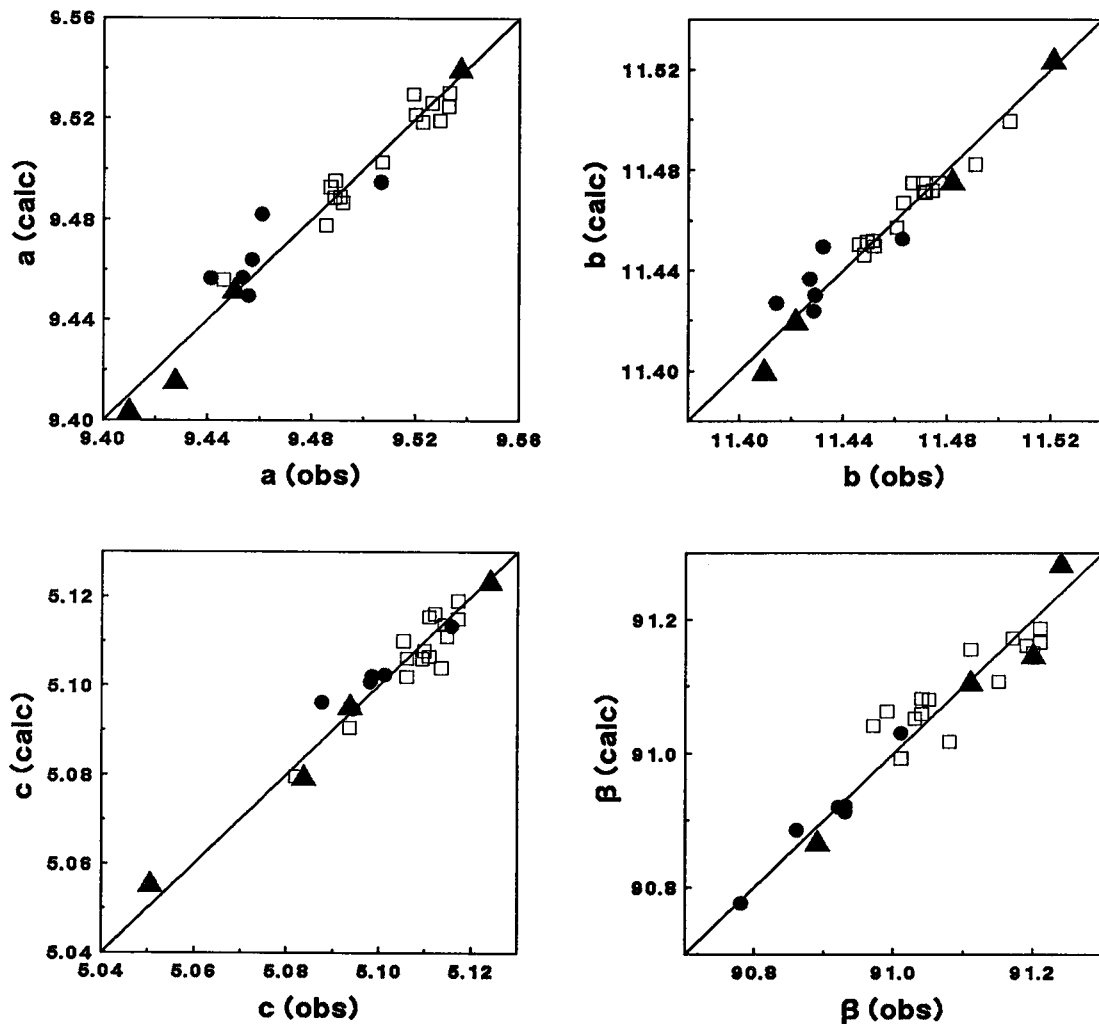 9.56
9.52
9.48
9.44
9.40
a (calc)
9.40 9.44 9.48 9.52 9.56
a (obs)
11.52
11.48
11.44
11.40
b (calc)
11.40 11.44 11.48 11.52
b (obs)
5.12
5.10
5.08
5.06
5.04
c (calc)
5.04 5.06 5.08 5.10 5.12
c (obs)
91.2
91.0
90.8
β (calc)
90.8 91.0 91.2
β (obs)